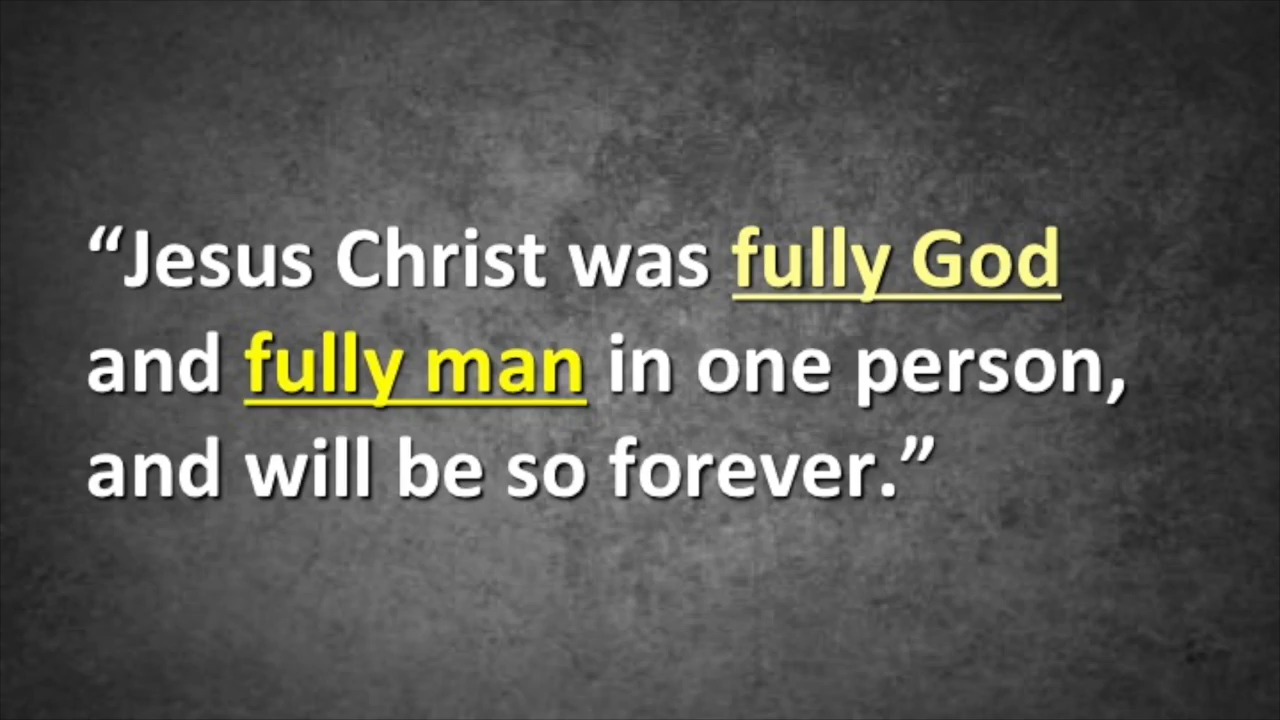 “Jesus Christ was fully God
and fully man in one person,
and will be so forever.”